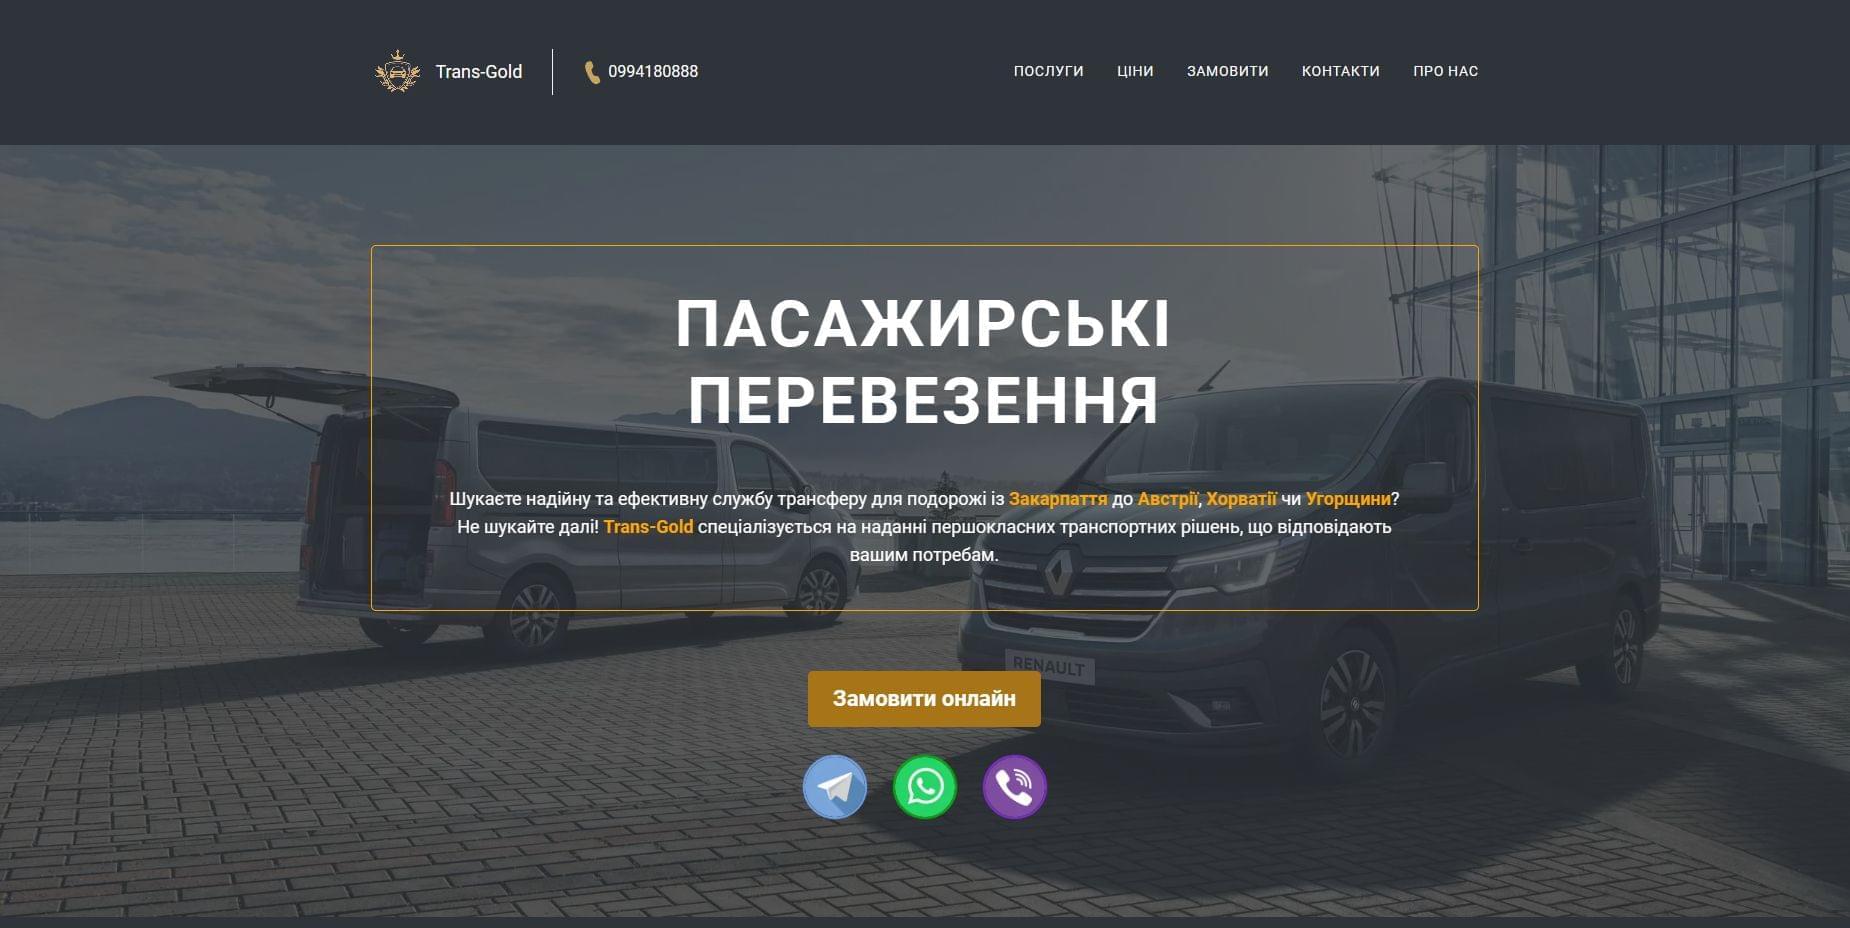 Trans-Gold
0994180888
ПОСЛУГИ
ЦІНИ
ЗАМОВИТИ
КОНТАКТИ
ПРО НАС
ПАСАЖИРСЬКІ
ПЕРЕВЕЗЕННЯ
Шукаєте надійну та ефективну службу трансферу для подорожі із Закарпаття до Австрії, Хорватії чи Угорщини?
Не шукайте далі! Trans-Gold спеціалізується на наданні першокласних транспортних рішень, що відповідають
вашим потребам.
RENAULT
Замовити онлайн